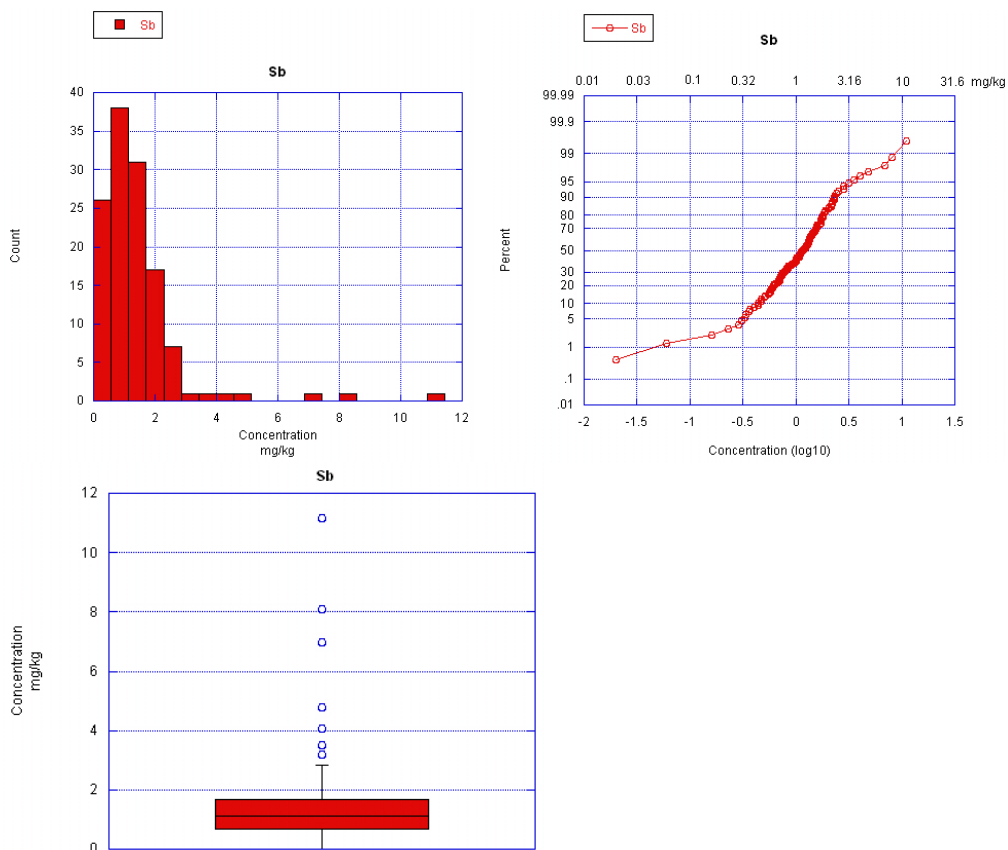 Sb
Sb
40
35
30
25
20
15
10
5
0
Count
0 2 4 6 8 10 12
Concentration
mg/kg
Sb
Sb
0.01 0.03 0.1 0.32 1 3.16 10 31.6 mg/kg
99.99
99.9
99
95
90
80
70
50
30
20
10
5
1
.1
.01
Percent
-2 -1.5 -1 -0.5 0 0.5 1 1.5
Concentration (log10)
Sb
12
10
8
6
4
2
0
Concentration
mg/kg